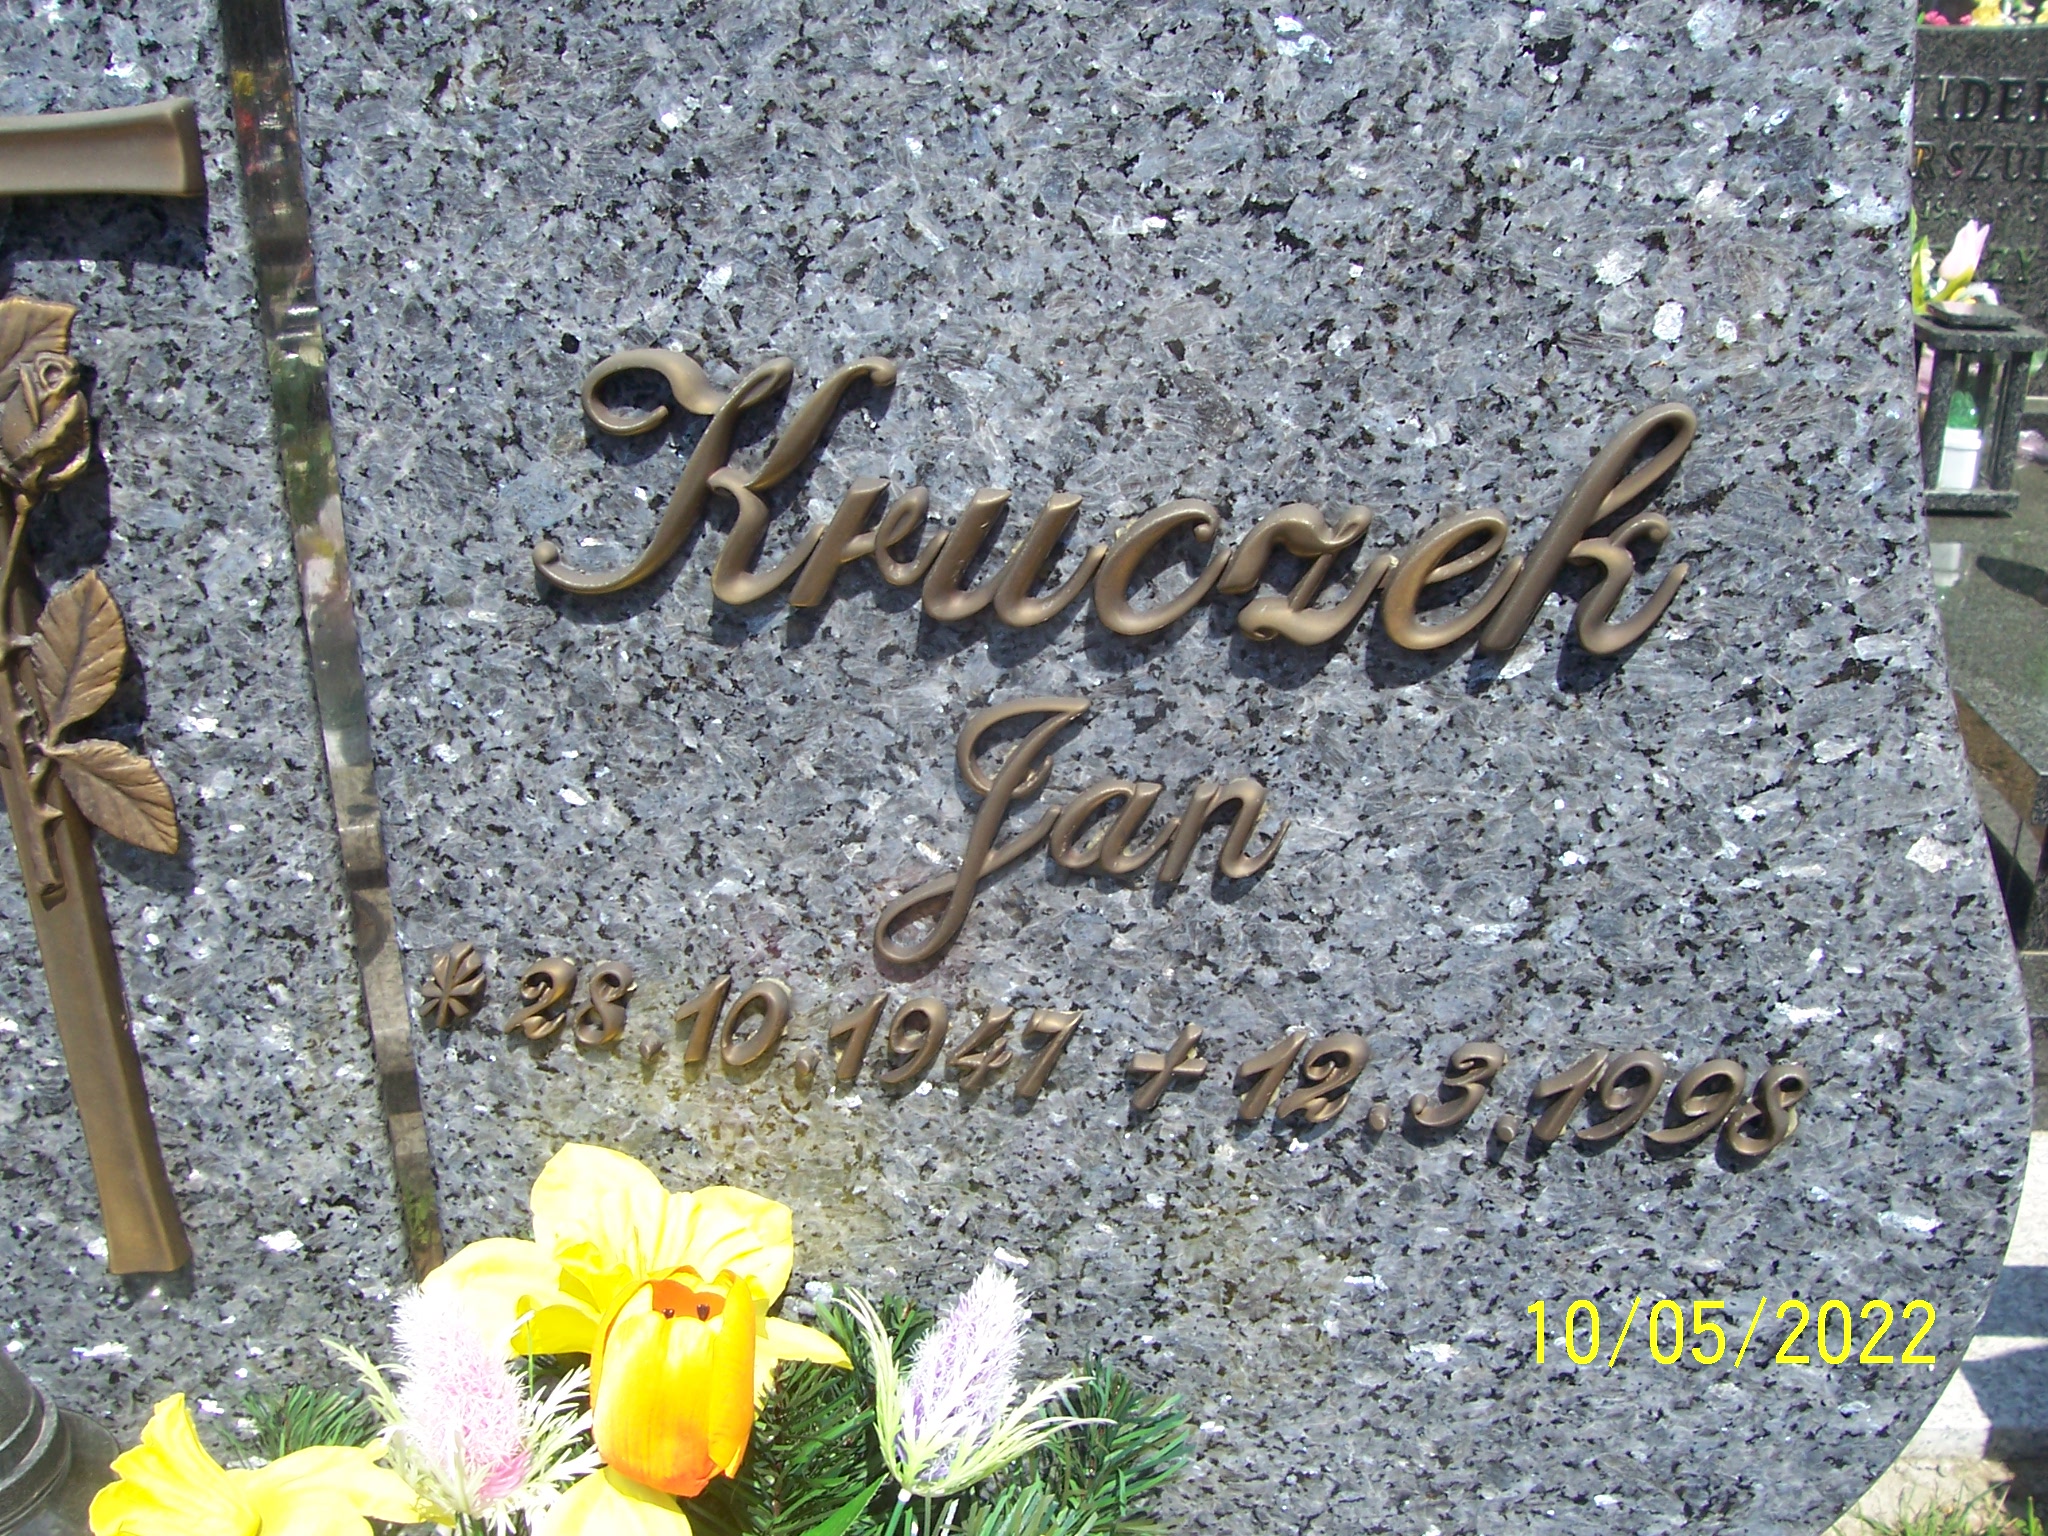 Kruczek
Jan
* 28.10.1947 + 12.3.1998
10/05/2022